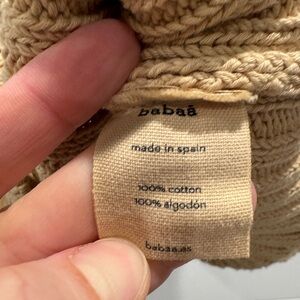 babaà
made in spain
100% cotton
100% algodón
babaa.es